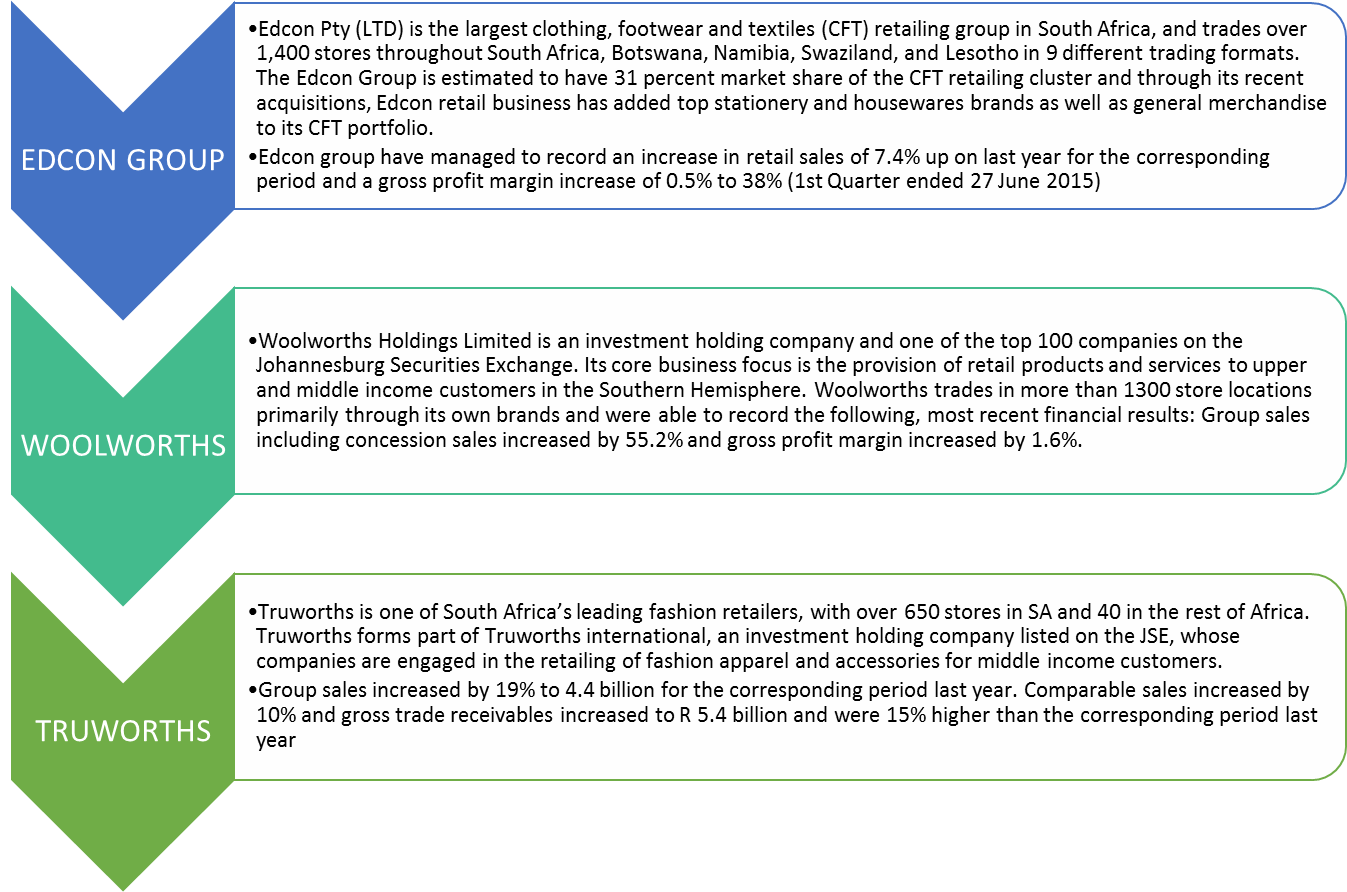 EDCON GROUP
•Edcon Pty (LTD) is the largest clothing, footwear and textiles (CFT) retailing group in South Africa, and trades over
1,400 stores throughout South Africa, Botswana, Namibia, Swaziland, and Lesotho in 9 different trading formats.
The Edcon Group is estimated to have 31 percent market share of the CFT retailing cluster and through its recent
acquisitions, Edcon retail business has added top stationery and housewares brands as well as general merchandise
to its CFT portfolio.
•Edcon group have managed to record an increase in retail sales of 7.4% up on last year for the corresponding
period and a gross profit margin increase of 0.5% to 38% (1st Quarter ended 27 June 2015)
WOOLWORTHS
•Woolworths Holdings Limited is an investment holding company and one of the top 100 companies on the
Johannesburg Securities Exchange. Its core business focus is the provision of retail products and services to upper
and middle income customers in the Southern Hemisphere. Woolworths trades in more than 1300 store locations
primarily through its own brands and were able to record the following, most recent financial results: Group sales
including concession sales increased by 55.2% and gross profit margin increased by 1.6%.
TRUWORTHS
•Truworths is one of South Africa’s leading fashion retailers, with over 650 stores in SA and 40 in the rest of Africa.
Truworths forms part of Truworths international, an investment holding company listed on the JSE, whose
companies are engaged in the retailing of fashion apparel and accessories for middle income customers.
•Group sales increased by 19% to 4.4 billion for the corresponding period last year. Comparable sales increased by
10% and gross trade receivables increased to R 5.4 billion and were 15% higher than the corresponding period last
year